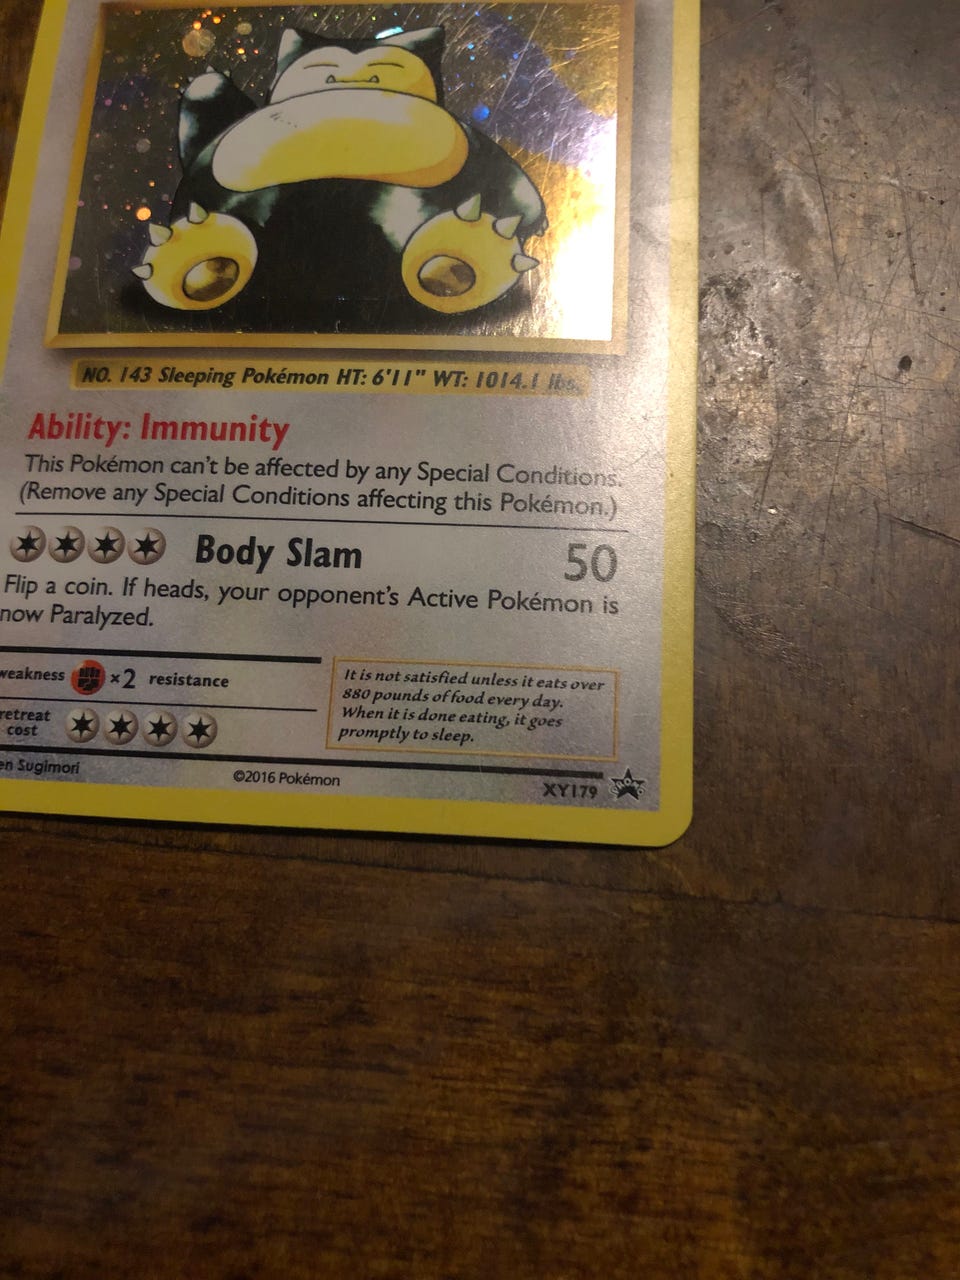 NO. 143 Sleeping Pokémon HT: 6'11" WT: 1014.1 lbs.
Ability: Immunity
This Pokémon can't be affected by any Special Conditions.
(Remove any Special Conditions affecting this Pokémon.)
Body Slam 50
Flip a coin. If heads, your opponent's Active Pokémon is
now Paralyzed.
weakness ×2 resistance
retreat
cost
It is not satisfied unless it eats over
880 pounds of food every day.
When it is done eating, it goes
promptly to sleep.
en Sugimori
©2016 Pokémon
XY179